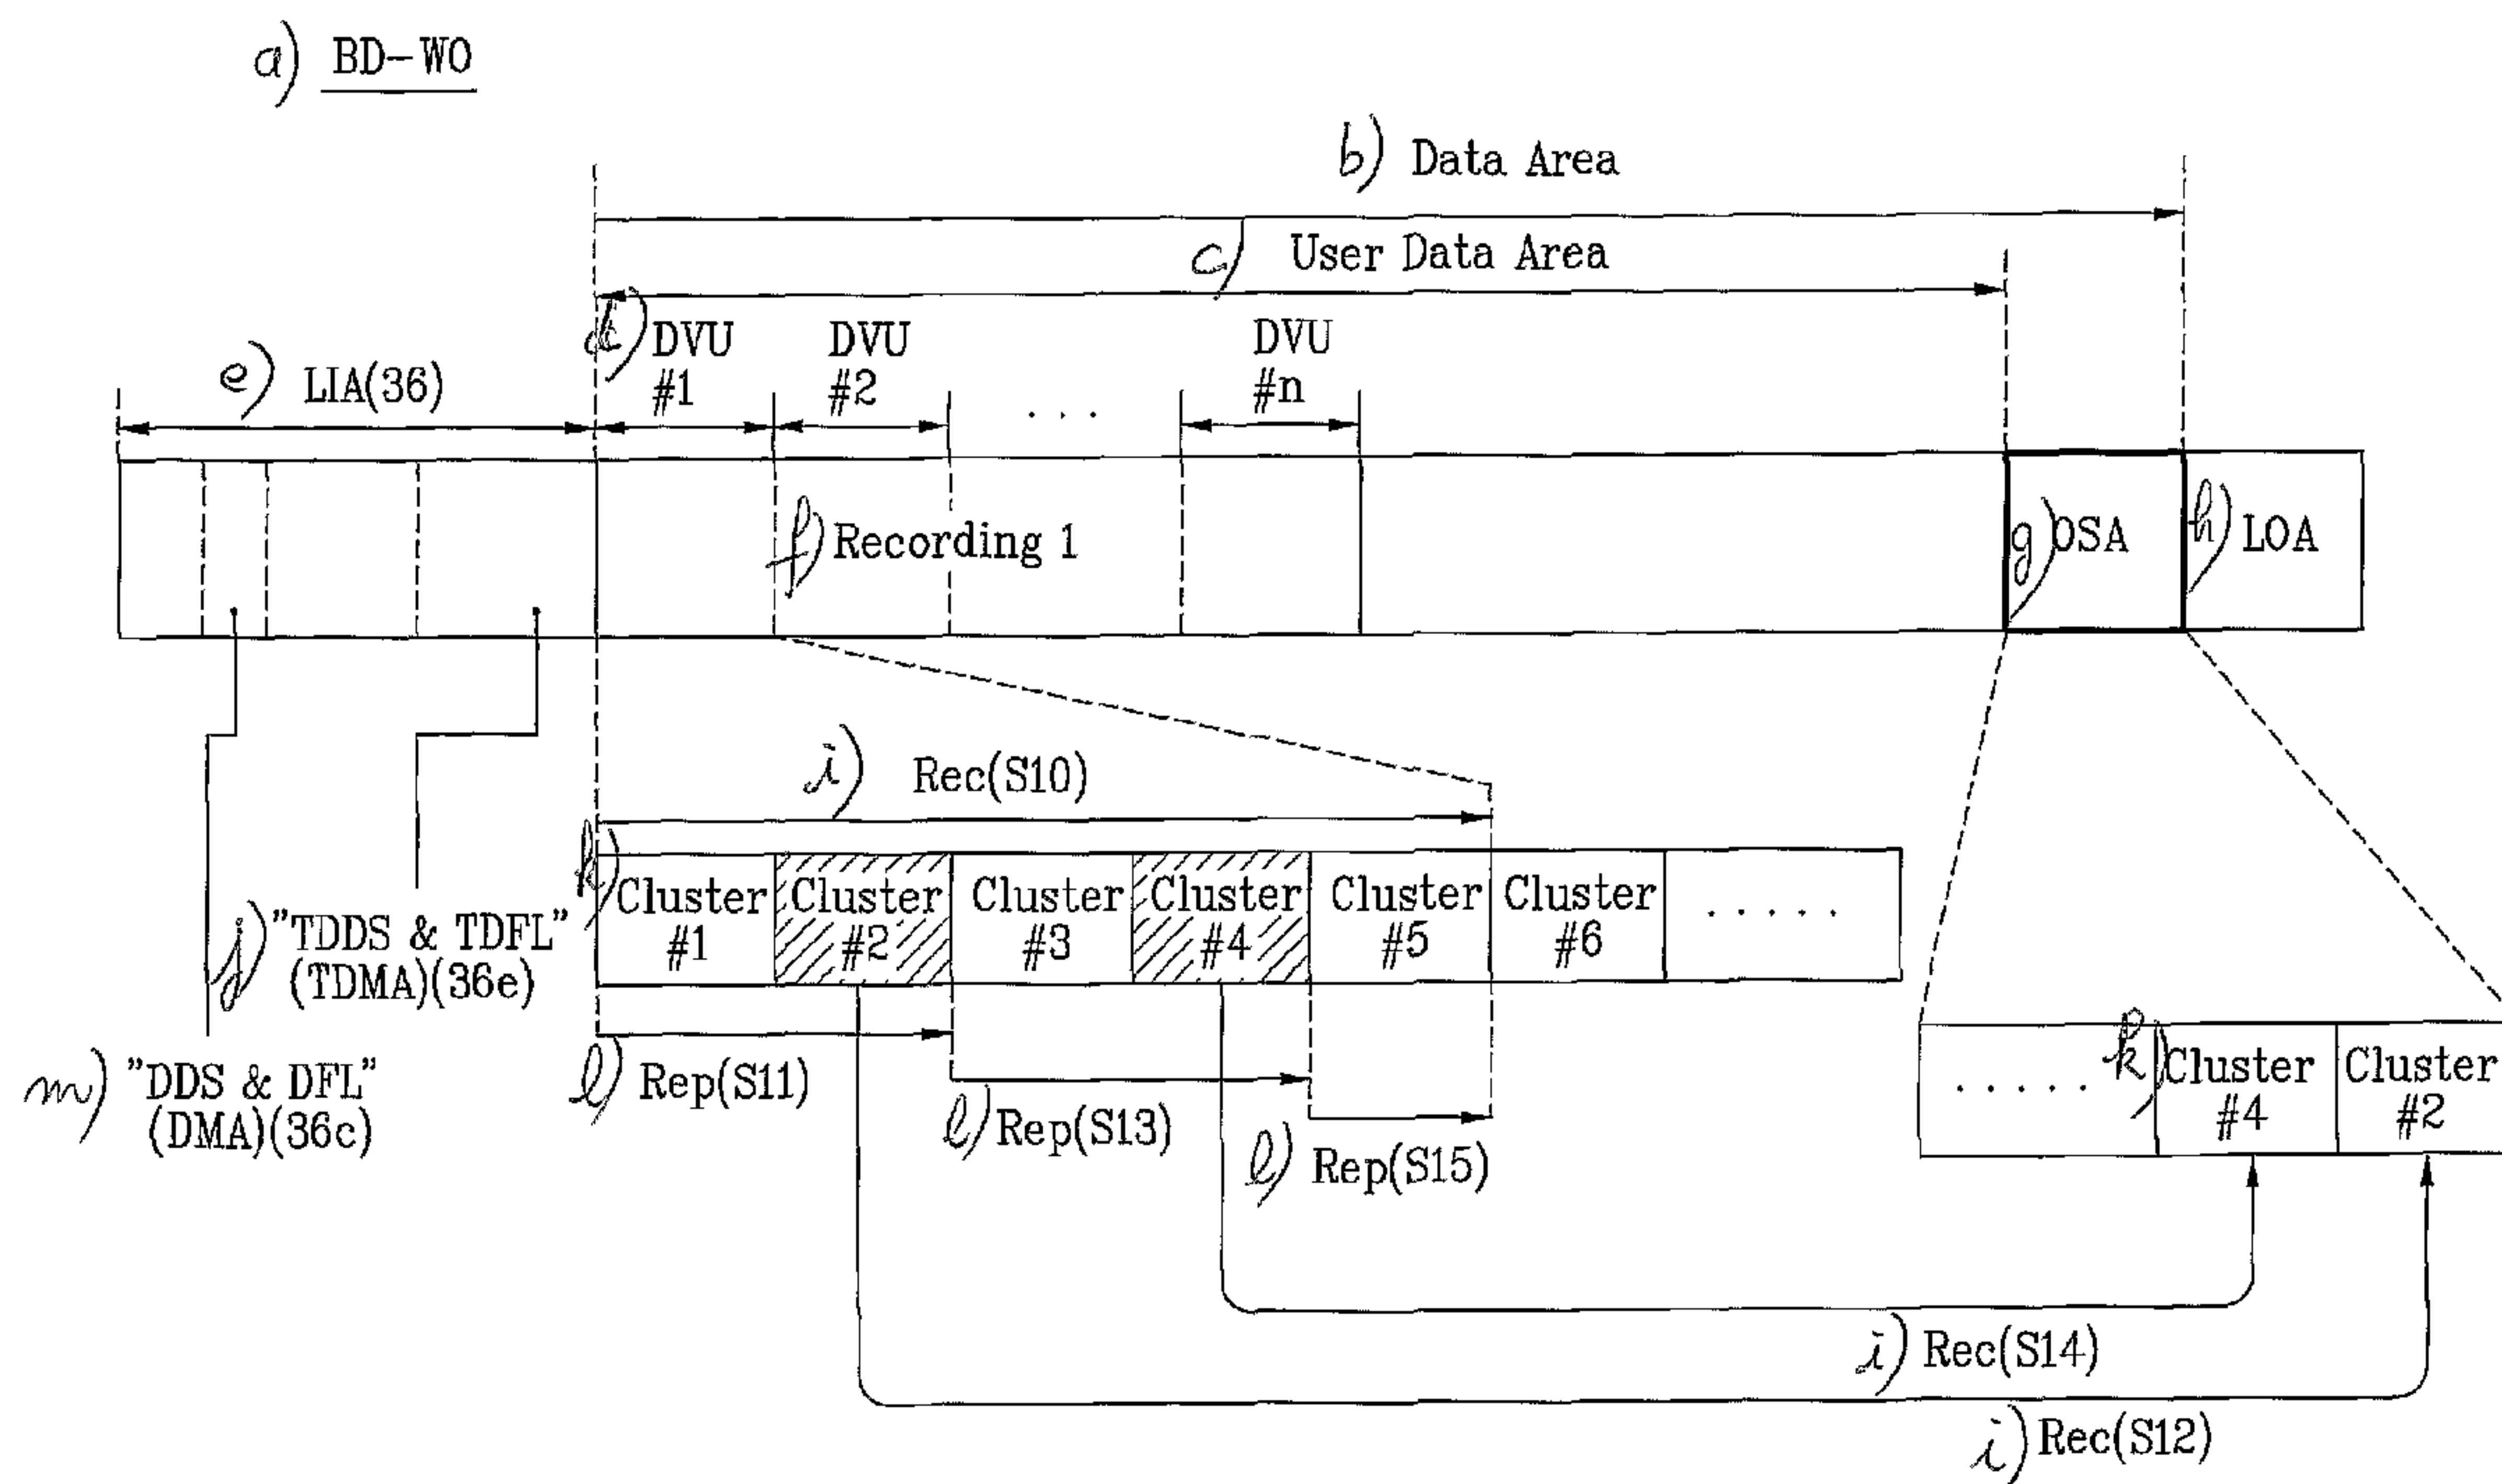 a) BD-WO
b) Data Area
c) User Data Area
d) DVU #1
DVU #2
. . .
DVU #n
e) LIA(36)
f) Recording 1
g) OSA
h) LOA
i) Rec(S10)
k) Cluster #1
Cluster #2
Cluster #3
Cluster #4
Cluster #5
Cluster #6
. . . . .
j) "TDDS & TDFL"
(TDMA)(36e)
m) "DDS & DFL"
(DMA)(36c)
l) Rep(S11)
l) Rep(S13)
l) Rep(S15)
. . . . .
k) Cluster #4
Cluster #2
i) Rec(S14)
i) Rec(S12)